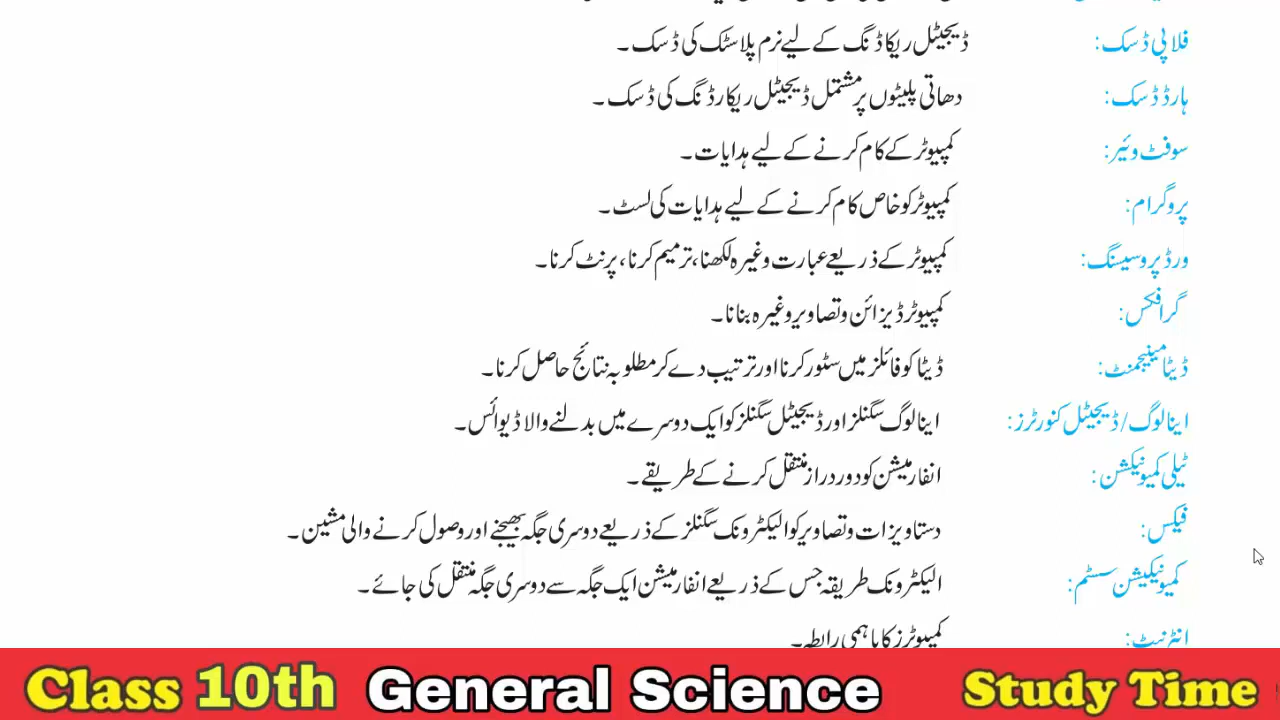 فلاپی ڈسک: ڈیجیٹل ریکاڈنگ کے لیے نرم پلاسٹک کی ڈسک۔
ہارڈ ڈسک: دھاتی پلیٹوں پر مشتمل ڈیجیٹل ریکارڈنگ کی ڈسک۔
سوفٹ وئیر: کمپیوٹر کے کام کرنے کے لیے ہدایات۔
پروگرام: کمپیوٹر کو خاص کام کرنے کے لیے ہدایات کی لسٹ۔
ورڈ پروسیسنگ: کمپیوٹر کے ذریعے عبارت وغیرہ لکھنا، ترمیم کرنا، پرنٹ کرنا۔
گرافکس: کمپیوٹر ڈیزائن و تصاویر وغیرہ بنانا۔
ڈیٹا مینیجمنٹ: ڈیٹا کو فائلز میں سٹور کرنا اور ترتیب دے کر مطلوبہ نتائج حاصل کرنا۔
اینالوگ/ڈیجیٹل کنورٹرز: اینالوگ سگنلز اور ڈیجیٹل سگنلز کو ایک دوسرے میں بدلنے والا ڈیوائس۔
ٹیلی کمیونیکشن: انفارمیشن کو دور دراز منتقل کرنے کے طریقے۔
فیکس: دستاویزات و تصاویر کو الیکٹرونک سگنلز کے ذریعے دوسری جگہ بھیجنے اور وصول کرنے والی مشین۔
کمیونیکیشن سسٹم: الیکٹرونک طریقہ جس کے ذریعے انفارمیشن ایک جگہ سے دوسری جگہ منتقل کی جائے۔
انٹرنیٹ: کمپیوٹرز کا باہمی رابطہ۔
Class 10th General Science Study Time